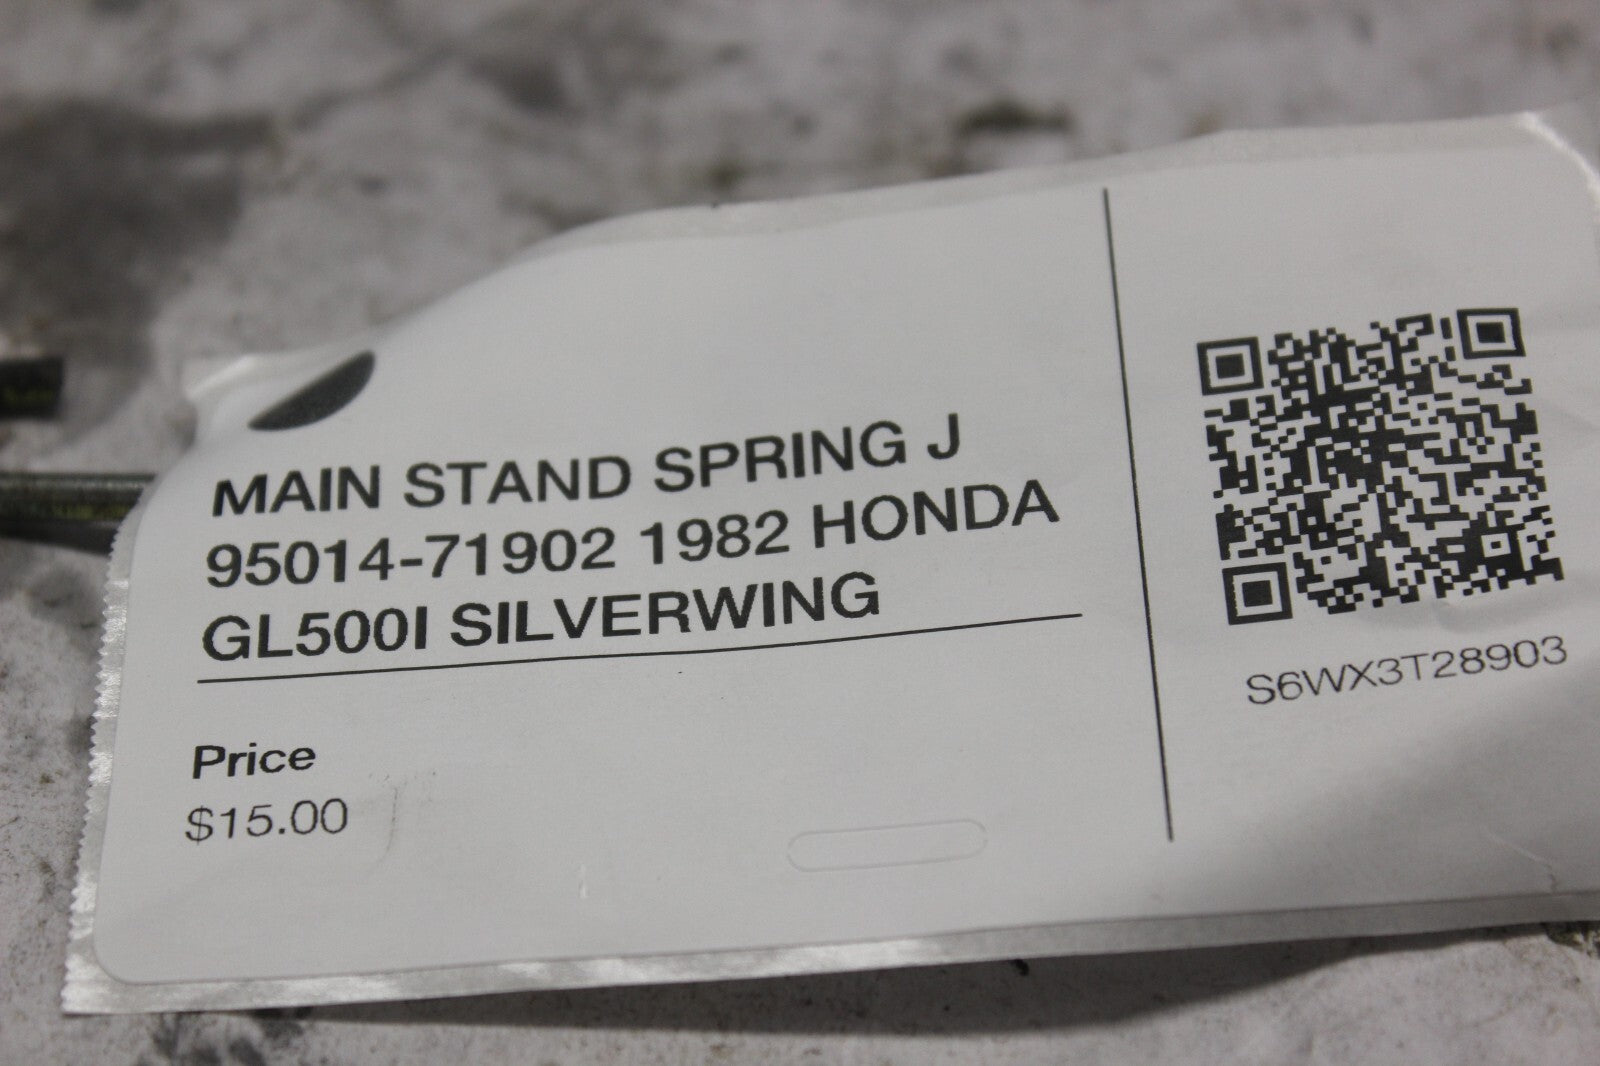 MAIN STAND SPRING J
95014-71902 1982 HONDA
GL500I SILVERWING
Price
$15.00
S6WX3T28903